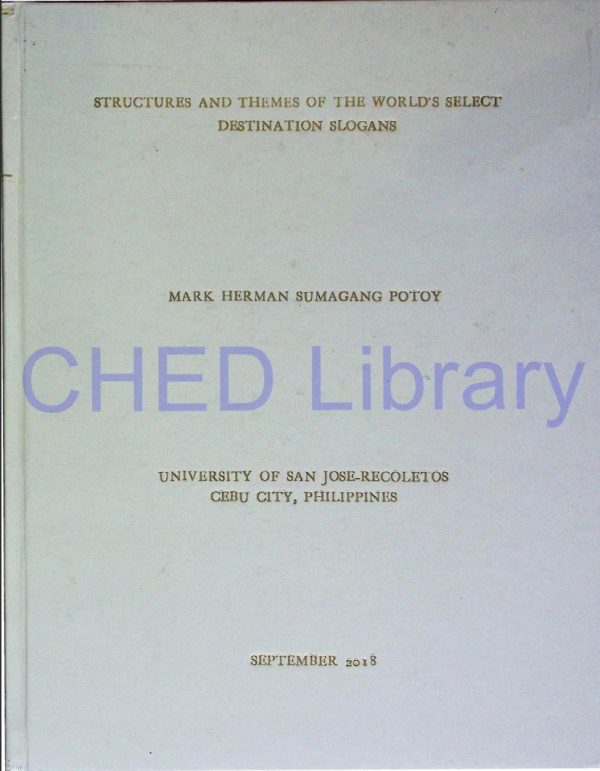 STRUCTURES AND THEMES OF THE WORLD'S SELECT
DESTINATION SLOGANS
MARK HERMAN SUMAGANG POTOY
CHED Library
UNIVERSITY OF SAN JOSE-RECOLETOS
CEBU CITY, PHILIPPINES
SEPTEMBER 2018